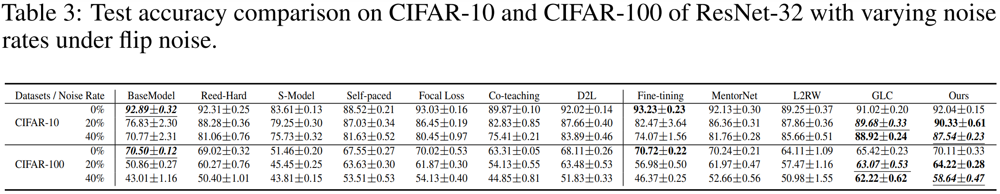 Table 3: Test accuracy comparison on CIFAR-10 and CIFAR-100 of ResNet-32 with varying noise
rates under flip noise.
Datasets / Noise Rate BaseModel Reed-Hard S-Model Self-paced Focal Loss Co-teaching D2L Fine-tining MentorNet L2RW GLC Ours
0% 92.89±0.32 92.31±0.25 83.61±0.13 88.52±0.21 93.03±0.16 89.87±0.10 92.02±0.14 93.23±0.23 92.13±0.30 89.25±0.37 91.02±0.20 92.04±0.15
CIFAR-10 20% 76.83±2.30 88.28±0.36 79.25±0.30 87.03±0.34 86.45±0.19 82.83±0.85 87.66±0.40 82.47±3.64 86.36±0.31 87.86±0.36 89.68±0.33 90.33±0.61
40% 70.77±2.31 81.06±0.76 75.73±0.32 81.63±0.52 80.45±0.97 75.41±0.21 83.89±0.46 74.07±1.56 81.76±0.28 85.66±0.51 88.92±0.24 87.54±0.23
0% 70.50±0.12 69.02±0.32 51.46±0.20 67.55±0.27 70.02±0.53 63.31±0.05 68.11±0.26 70.72±0.22 70.24±0.21 64.11±1.09 65.42±0.23 70.11±0.33
CIFAR-100 20% 50.86±0.27 60.27±0.76 45.45±0.25 63.63±0.30 61.87±0.30 54.13±0.55 63.48±0.53 56.98±0.50 61.97±0.47 57.47±1.16 63.07±0.53 64.22±0.28
40% 43.01±1.16 50.40±1.01 43.81±0.15 53.51±0.53 54.13±0.40 44.85±0.81 51.83±0.33 46.37±0.25 52.66±0.56 50.98±1.55 62.22±0.62 58.64±0.47